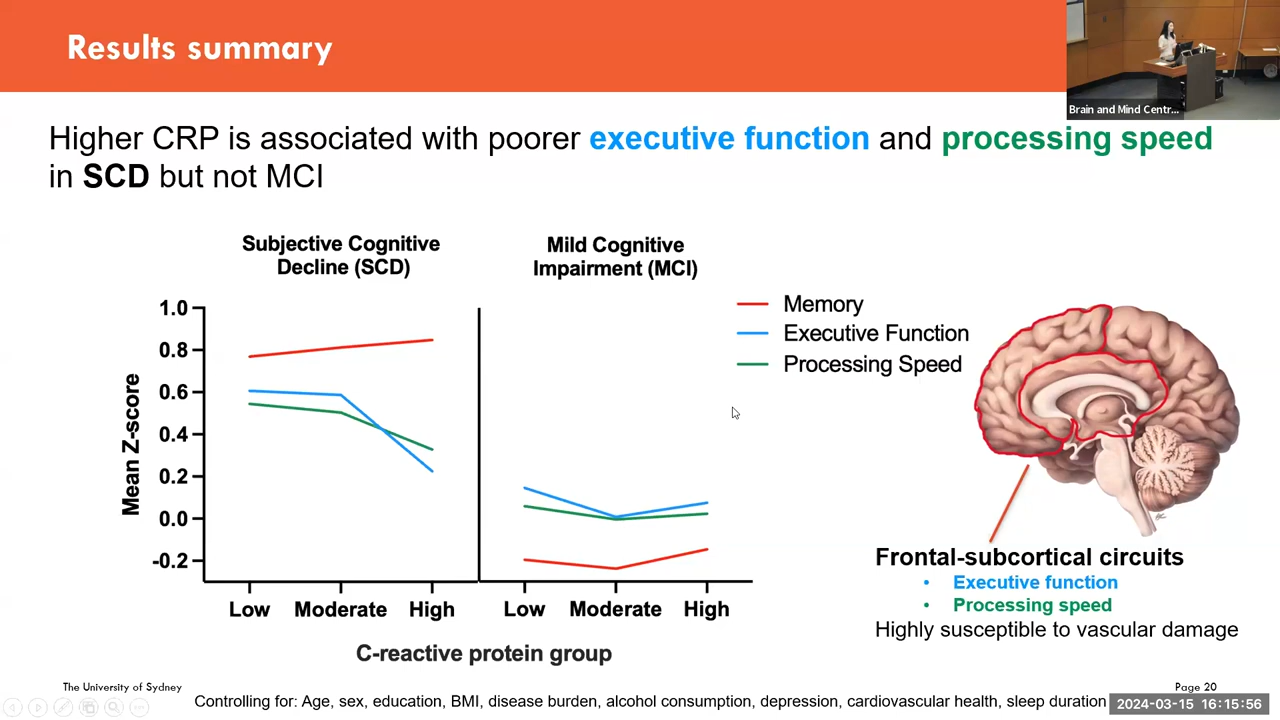 Results summary
Brain and Mind Centr...
Higher CRP is associated with poorer executive function and processing speed
in SCD but not MCI
Subjective Cognitive
Decline (SCD)
Mild Cognitive
Impairment (MCI)
Mean Z-score
1.0
0.8
0.6
0.4
0.2
0.0
-0.2
Low Moderate High
Low Moderate High
C-reactive protein group
Memory
Executive Function
Processing Speed
Frontal-subcortical circuits
• Executive function
• Processing speed
Highly susceptible to vascular damage
The University of Sydney
Page 20
Controlling for: Age, sex, education, BMI, disease burden, alcohol consumption, depression, cardiovascular health, sleep duration
2024-03-15 16:15:56